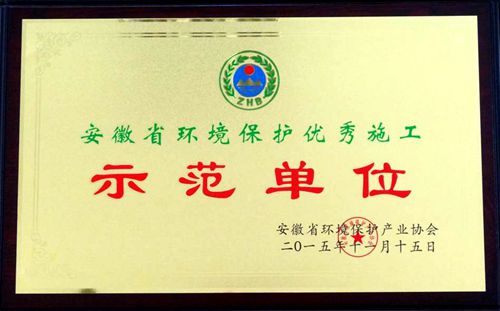 ZHB
安徽省环境保护优秀施工
示范单位
安徽省环境保护产业协会
二〇一五年十一月十五日